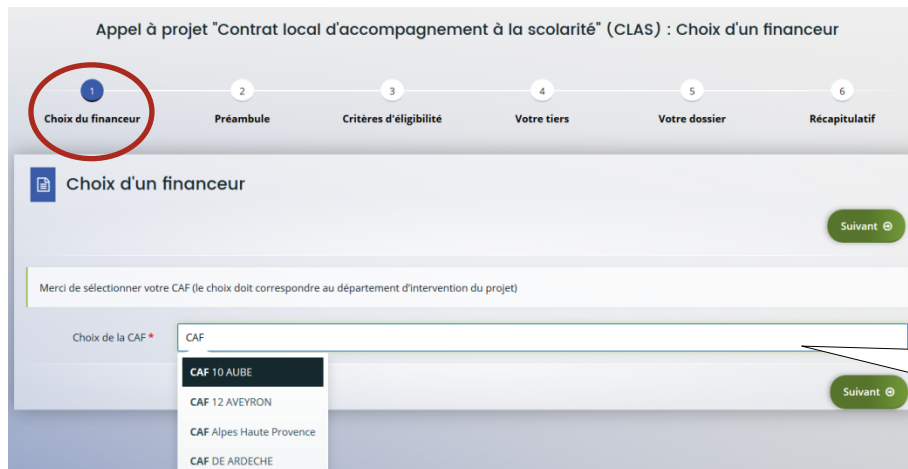 Appel à projet "Contrat local d'accompagnement à la scolarité" (CLAS) : Choix d'un financeur
1 2 3 4 5 6
Choix du financeur Préambule Critères d'éligibilité Votre tiers Votre dossier Récapitulatif
Choix d'un financeur
Suivant
Merci de sélectionner votre CAF (le choix doit correspondre au département d'intervention du projet)
Choix de la CAF * CAF
CAF 10 AUBE
Suivant
CAF 12 AVEYRON
CAF Alpes Haute Provence
CAF DE ARDECHE